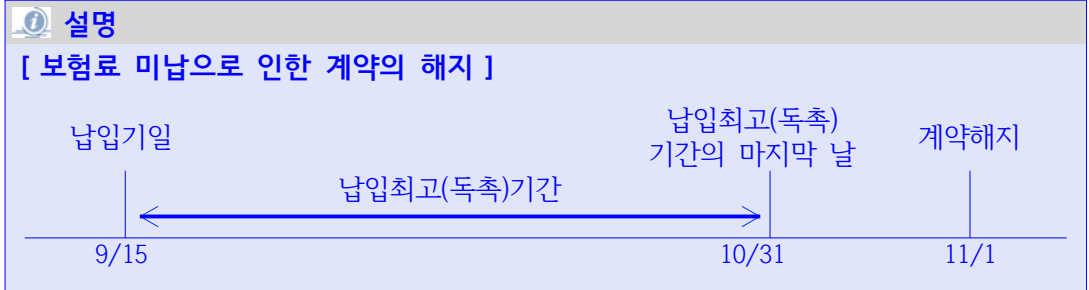 설명
[ 보험료 미납으로 인한 계약의 해지 ]
납입기일
납입최고(독촉)
기간의 마지막 날
계약해지
납입최고(독촉)기간
9/15
10/31
11/1